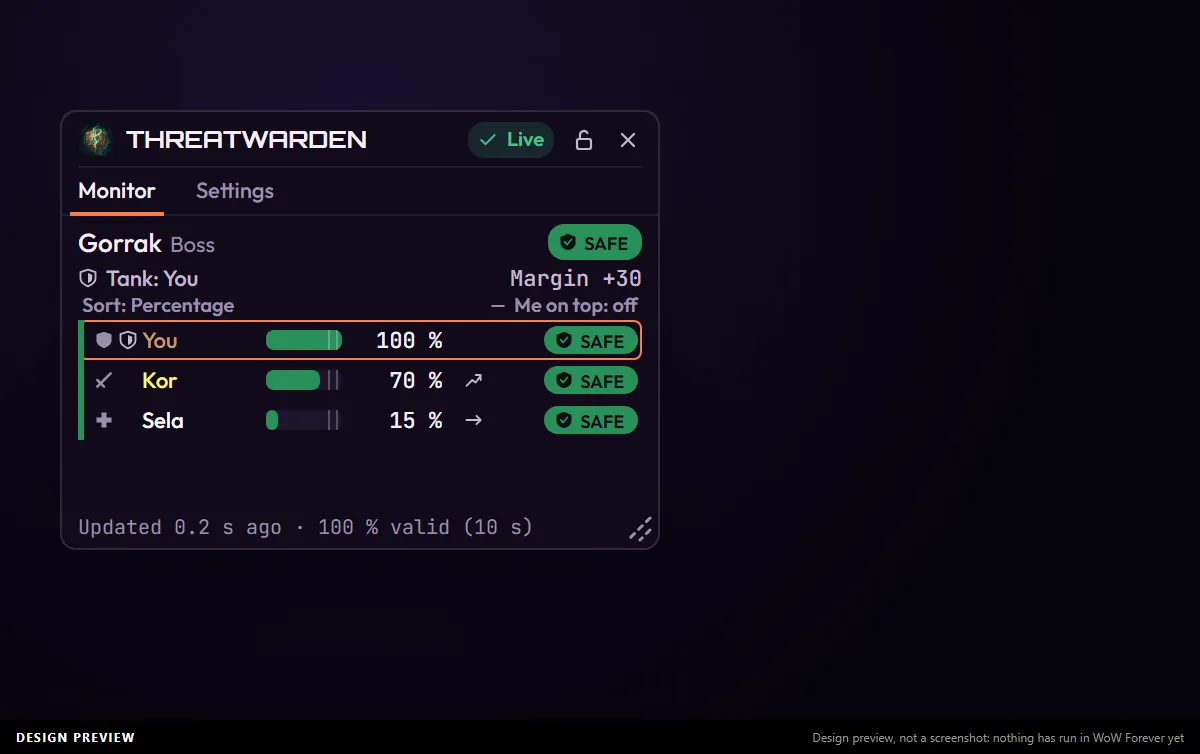 THREATWARDEN
Live
Monitor Settings
Gorrak Boss SAFE
Tank: You Margin +30
Sort: Percentage — Me on top: off
You 100 % SAFE
Kor 70 % SAFE
Sela 15 % SAFE
Updated 0.2 s ago · 100 % valid (10 s)
DESIGN PREVIEW Design preview, not a screenshot: nothing has run in WoW Forever yet